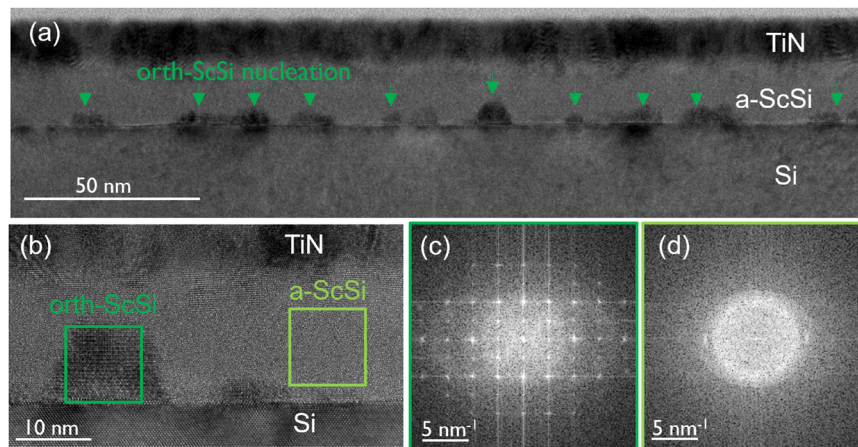 (a)
TiN
orth-ScSi nucleation
a-ScSi
50 nm
Si
(b)
TiN
(c)
(d)
a-ScSi
orth-ScSi
10 nm
Si
5 nm⁻¹
5 nm⁻¹